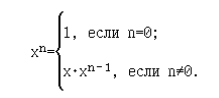 xⁿ=
1, если n=0;
x·xⁿ⁻¹, если n≠0.